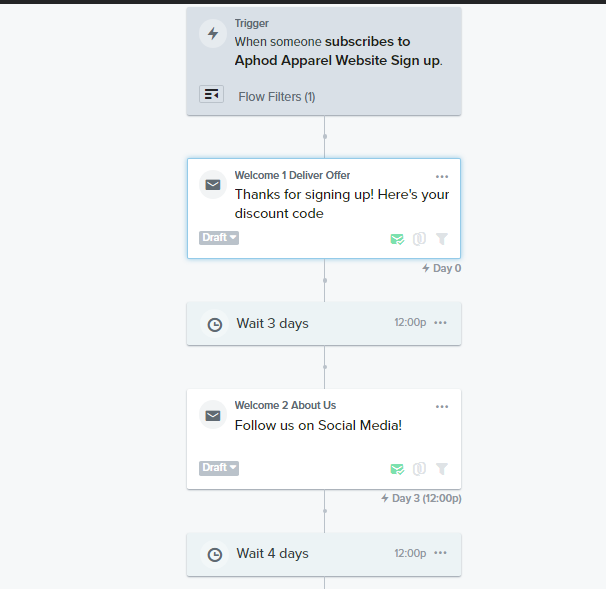 Trigger
When someone subscribes to
Aphod Apparel Website Sign up.
Flow Filters (1)
Welcome 1 Deliver Offer
Thanks for signing up! Here's your
discount code
Draft
Day 0
Wait 3 days
12:00p
Welcome 2 About Us
Follow us on Social Media!
Draft
Day 3 (12:00p)
Wait 4 days
12:00p